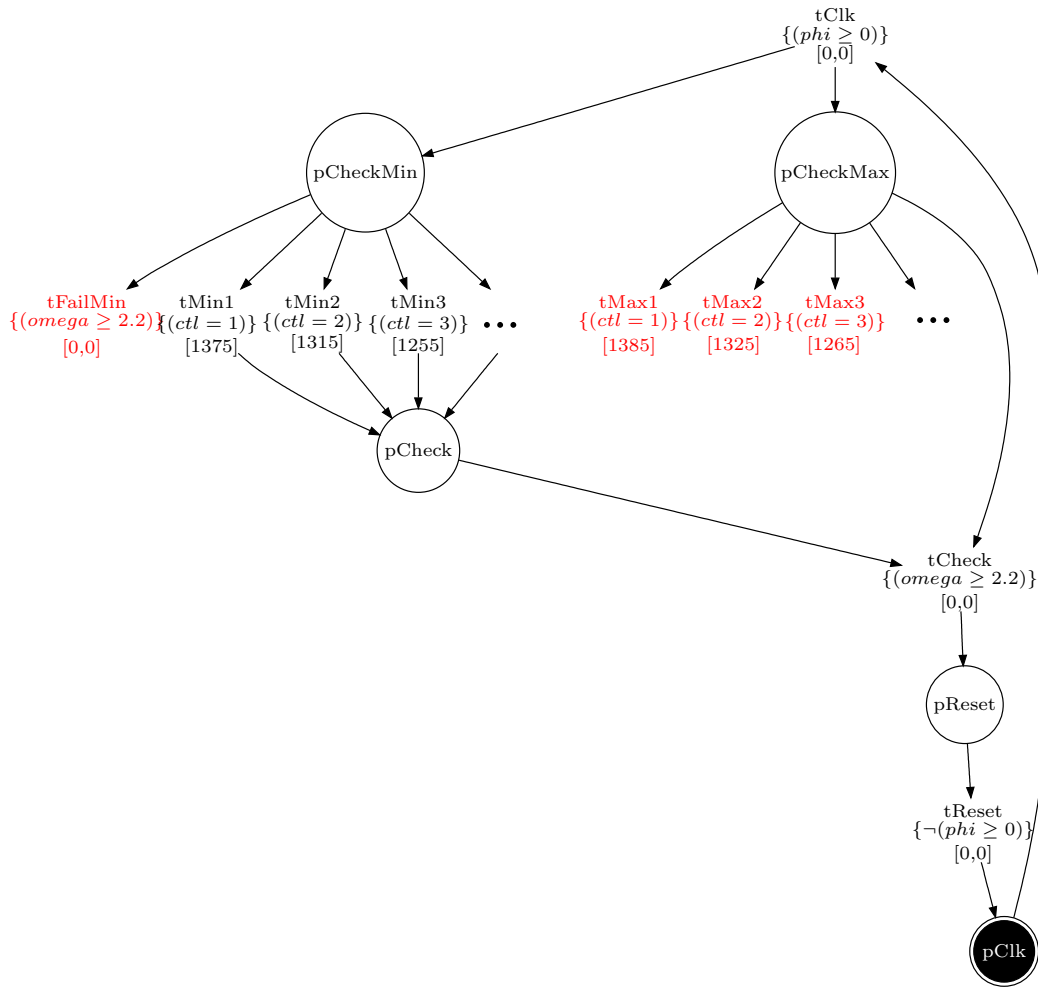 tClk
{(phi ≥ 0)}
[0,0]
pCheckMin
pCheckMax
tFailMin
{(omega ≥ 2.2)}
[0,0]
tMin1
{(ctl = 1)}
[1375]
tMin2
{(ctl = 2)}
[1315]
tMin3
{(ctl = 3)}
[1255]
•••
tMax1
{(ctl = 1)}
[1385]
tMax2
{(ctl = 2)}
[1325]
tMax3
{(ctl = 3)}
[1265]
•••
pCheck
tCheck
{(omega ≥ 2.2)}
[0,0]
pReset
tReset
{¬(phi ≥ 0)}
[0,0]
pClk